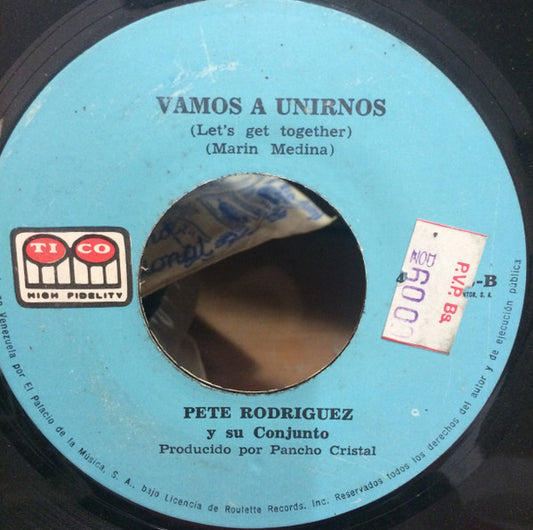 VAMOS A UNIRNOS
(Let's get together)
(Marin Medina)
TICO
HIGH FIDELITY
P.V.P. Bs.
-B
PETE RODRIGUEZ
y su Conjunto
Producido por Pancho Cristal
Venezuela por El Palacio de la Música, S. A., bajo Licencia de Roulette Records, Inc. Reservados todos los derechos del autor y de ejecución pública